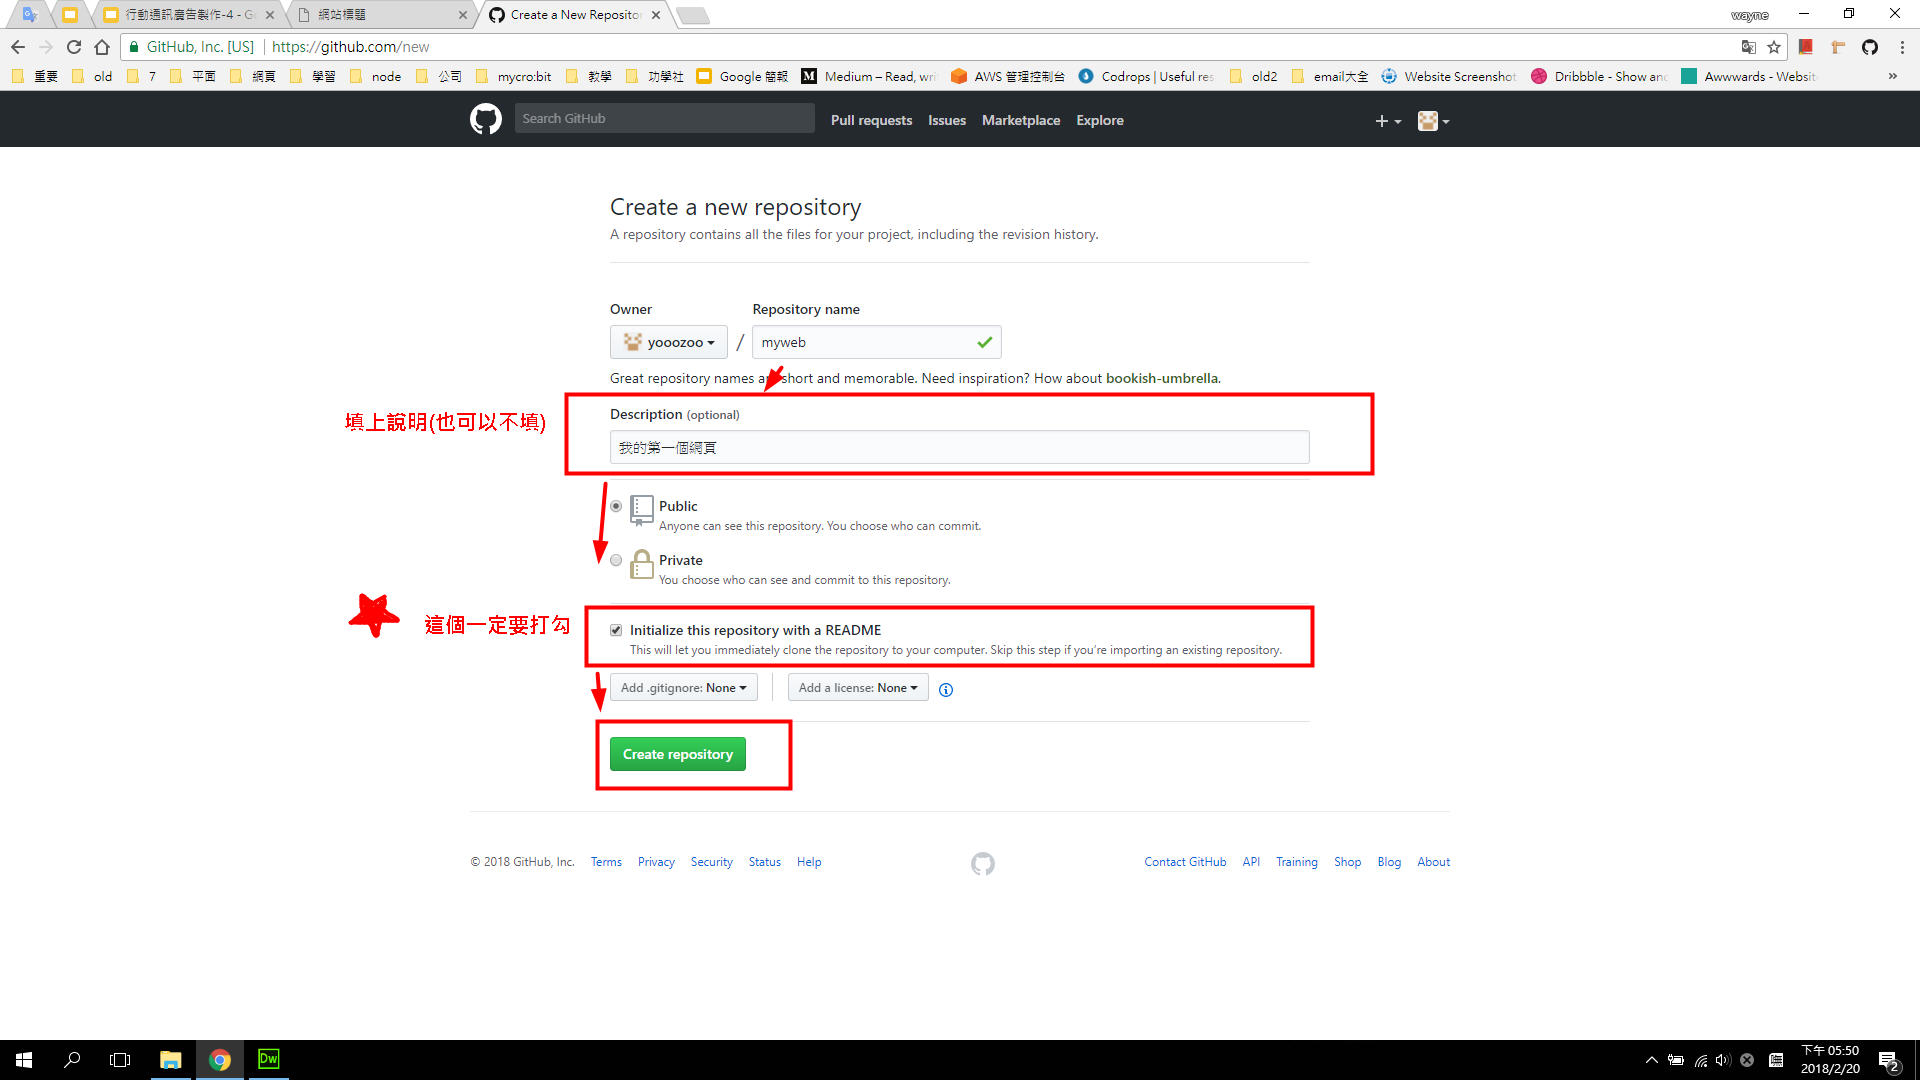 行動通訊廣告製作-4 - G
網站標題
Create a New Repositor
wayne
GitHub, Inc. [US] https://github.com/new
重要 old 7 平面 網頁 學習 node 公司 mycro:bit 教學 功學社 Google 簡報 Medium – Read, wri AWS 管理控制台 Codrops | Useful res old2 email大全 Website Screenshot Dribbble - Show and Awwwards - Website »
Search GitHub Pull requests Issues Marketplace Explore
Create a new repository
A repository contains all the files for your project, including the revision history.
Owner Repository name
yooozoo / myweb
Great repository names are short and memorable. Need inspiration? How about bookish-umbrella.
填上說明(也可以不填)
Description (optional)
我的第一個網頁
Public
Anyone can see this repository. You choose who can commit.
Private
You choose who can see and commit to this repository.
這個一定要打勾
Initialize this repository with a README
This will let you immediately clone the repository to your computer. Skip this step if you're importing an existing repository.
Add .gitignore: None Add a license: None
Create repository
© 2018 GitHub, Inc. Terms Privacy Security Status Help Contact GitHub API Training Shop Blog About
Dw
下午 05:50
2018/2/20
2